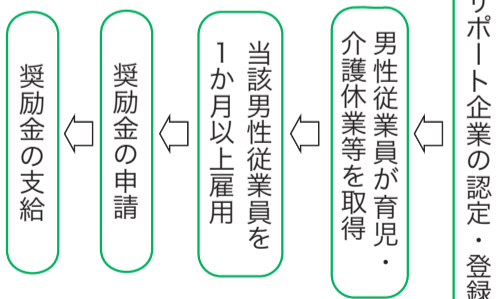 サポート企業の認定・登録
男性従業員が育児・
介護休業等を取得
当該男性従業員を
１か月以上雇用
奨励金の申請
奨励金の支給